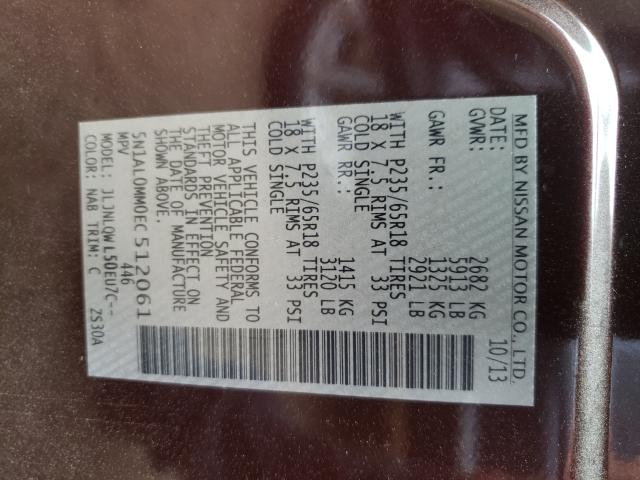 MFD BY NISSAN MOTOR CO., LTD.
DATE: 10/13
GVWR: 2682 KG
5913 LB
GAWR FR.: 1325 KG
2921 LB
WITH P235/65R18 TIRES
18 X 7.5 RIMS AT 33 PSI
COLD SINGLE
GAWR RR.: 1415 KG
3120 LB
WITH P235/65R18 TIRES
18 X 7.5 RIMS AT 33 PSI
COLD SINGLE
THIS VEHICLE CONFORMS TO
ALL APPLICABLE FEDERAL
MOTOR VEHICLE SAFETY AND
THEFT PREVENTION
STANDARDS IN EFFECT ON
THE DATE OF MANUFACTURE
SHOWN ABOVE.
5N1AL0MM0EC512061
MPV 446
MODEL: JLJNLQWL50EU7C--
COLOR: NAB TRIM: C ZS30A